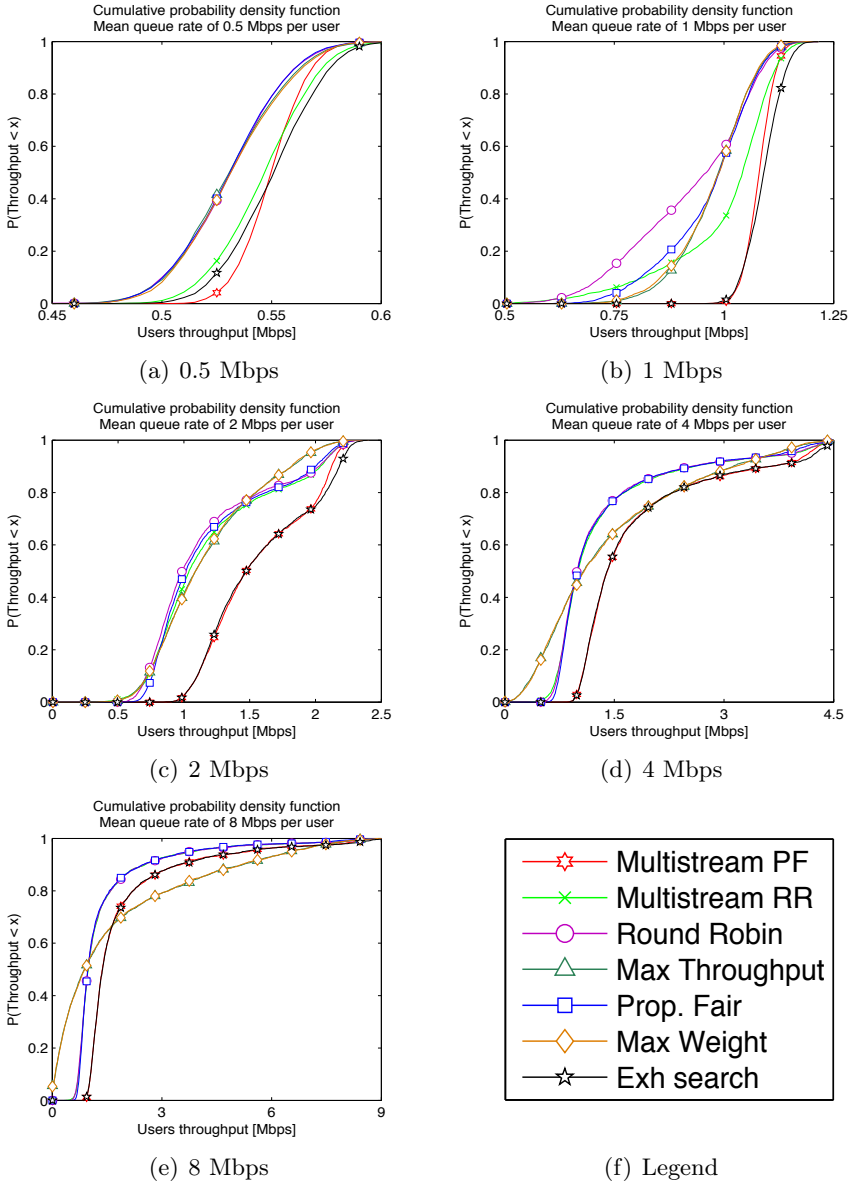 Cumulative probability density function
Mean queue rate of 0.5 Mbps per user
1
0.8
0.6
0.4
0.2
0
P(Throughput < x)
0.45
0.5
0.55
0.6
Users throughput [Mbps]
(a) 0.5 Mbps
Cumulative probability density function
Mean queue rate of 1 Mbps per user
1
0.8
0.6
0.4
0.2
0
P(Throughput < x)
0.5
0.75
1
1.25
Users throughput [Mbps]
(b) 1 Mbps
Cumulative probability density function
Mean queue rate of 2 Mbps per user
1
0.8
0.6
0.4
0.2
0
P(Throughput < x)
0
0.5
1
1.5
2
2.5
Users throughput [Mbps]
(c) 2 Mbps
Cumulative probability density function
Mean queue rate of 4 Mbps per user
1
0.8
0.6
0.4
0.2
0
P(Throughput < x)
0
1.5
3
4.5
Users throughput [Mbps]
(d) 4 Mbps
Cumulative probability density function
Mean queue rate of 8 Mbps per user
1
0.8
0.6
0.4
0.2
0
P(Throughput < x)
0
3
6
9
Users throughput [Mbps]
(e) 8 Mbps
Multistream PF
Multistream RR
Round Robin
Max Throughput
Prop. Fair
Max Weight
Exh search
(f) Legend